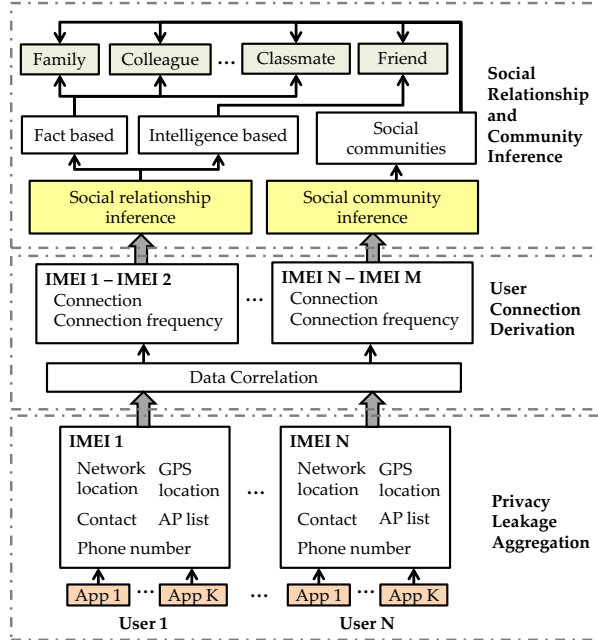 Family
Colleague
...
Classmate
Friend
Fact based
Intelligence based
Social
communities
Social relationship
inference
Social community
inference
Social
Relationship
and
Community
Inference
IMEI 1 – IMEI 2
Connection
Connection frequency
...
IMEI N – IMEI M
Connection
Connection frequency
Data Correlation
User
Connection
Derivation
IMEI 1
Network
location
GPS
location
Contact
AP list
Phone number
...
IMEI N
Network
location
GPS
location
Contact
AP list
Phone number
Privacy
Leakage
Aggregation
App 1
...
App K
...
App 1
...
App K
User 1
User N